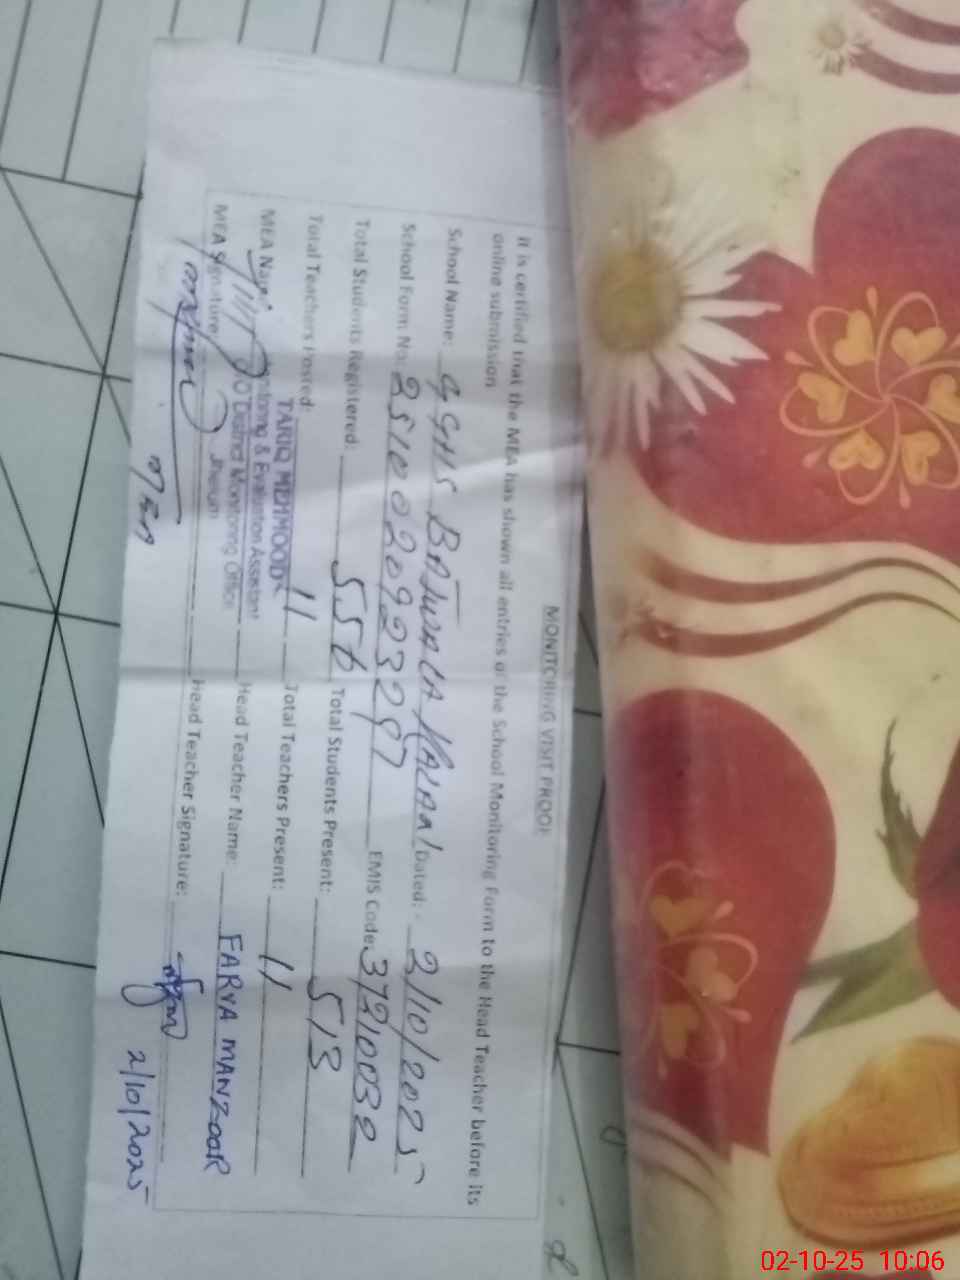 MONITORING VISIT PROOF
It is certified that the MEA has shown all entries of the School Monitoring Form to the Head Teacher before its
online submission
School Name: GGHS BAJWALA KALAAL Dated: 2/10/2025
School Form No: 2510020923297 EMIS Code: 37210032
Total Students Registered: 556 Total Students Present: 513
Total Teachers Posted: 11 Total Teachers Present: 11
TARIQ MEHMOOD
Monitoring & Evaluation Assistant
O/O District Monitoring Office
Jhelum
MEA Name: Head Teacher Name: FARYA MANZOOR
MEA Signature: Head Teacher Signature:
2/10/2025
02-10-25 10:06